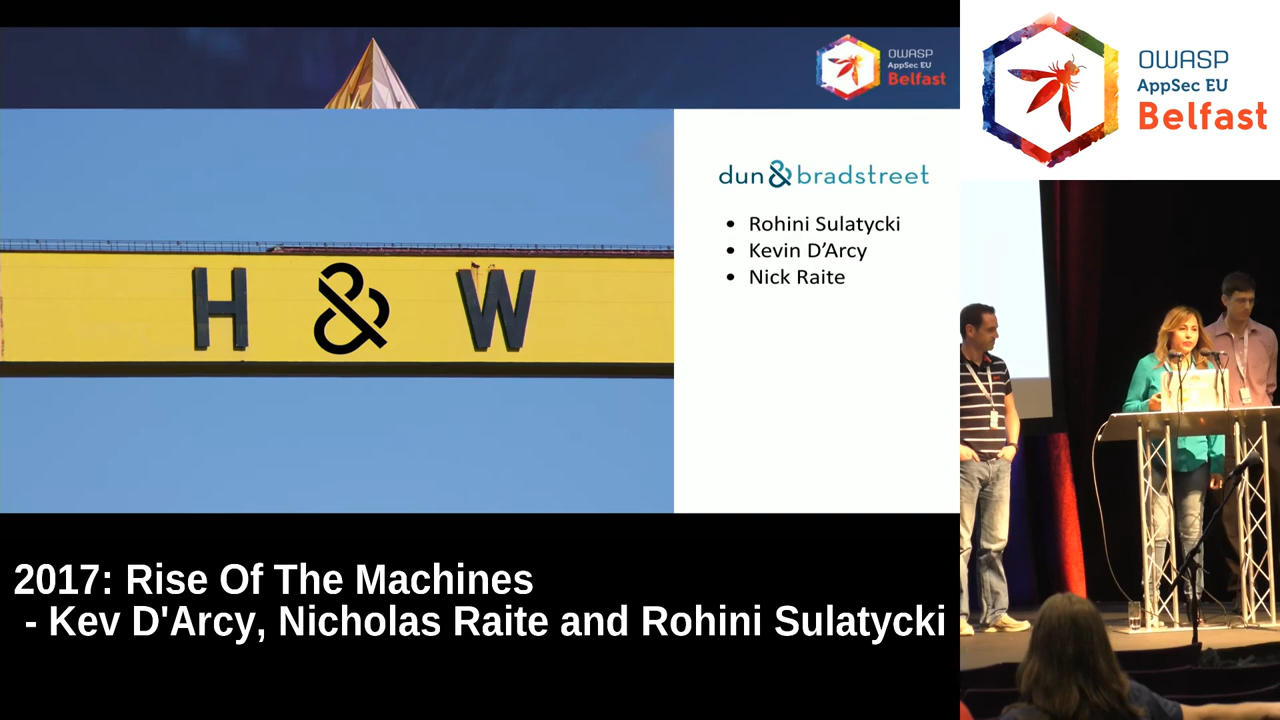 OWASP
AppSec EU
Belfast
OWASP
AppSec EU
Belfast
dun & bradstreet
• Rohini Sulatycki
• Kevin D’Arcy
• Nick Raite
H & W
2017: Rise Of The Machines
- Kev D'Arcy, Nicholas Raite and Rohini Sulatycki